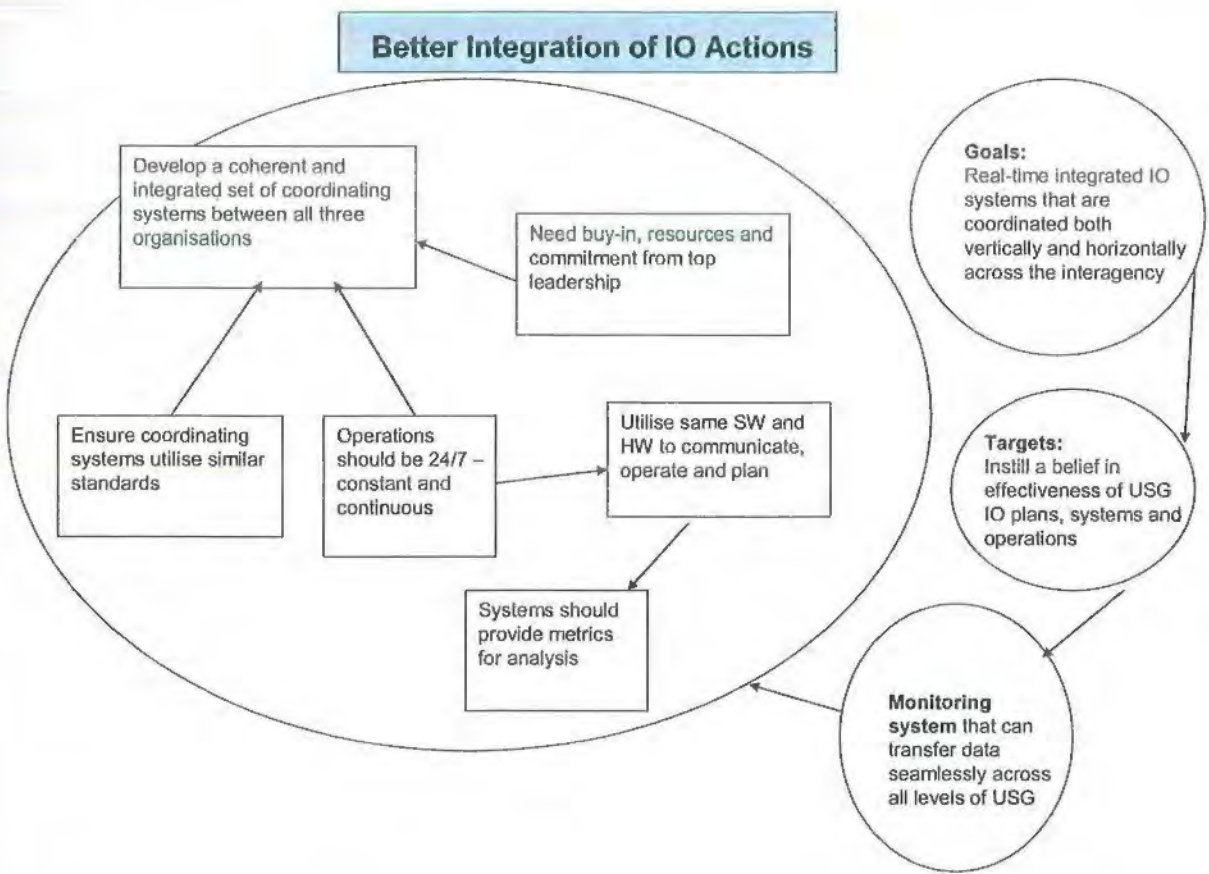 Better Integration of IO Actions
Develop a coherent and
integrated set of coordinating
systems between all three
organisations
Need buy-in, resources and
commitment from top
leadership
Ensure coordinating
systems utilise similar
standards
Operations
should be 24/7 –
constant and
continuous
Utilise same SW and
HW to communicate,
operate and plan
Systems should
provide metrics
for analysis
Goals:
Real-time integrated IO
systems that are
coordinated both
vertically and horizontally
across the interagency
Targets:
Instill a belief in
effectiveness of USG
IO plans, systems and
operations
Monitoring
system that can
transfer data
seamlessly across
all levels of USG